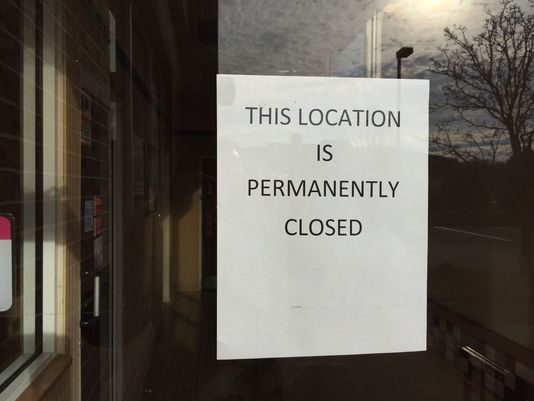 THIS LOCATION
IS
PERMANENTLY
CLOSED